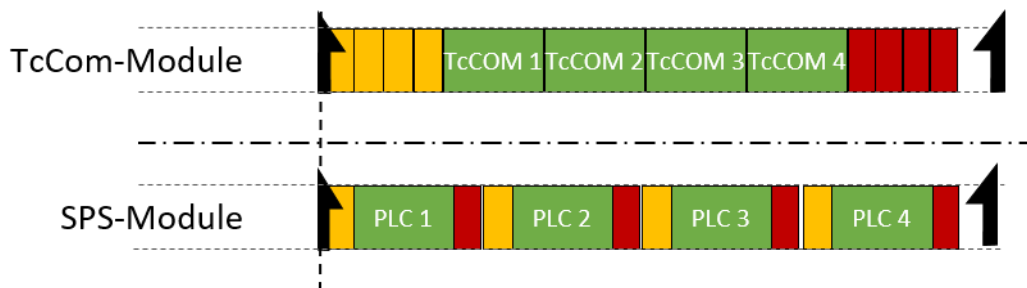 TcCom-Module
TcCOM 1 TcCOM 2 TcCOM 3 TcCOM 4
SPS-Module
PLC 1 PLC 2 PLC 3 PLC 4